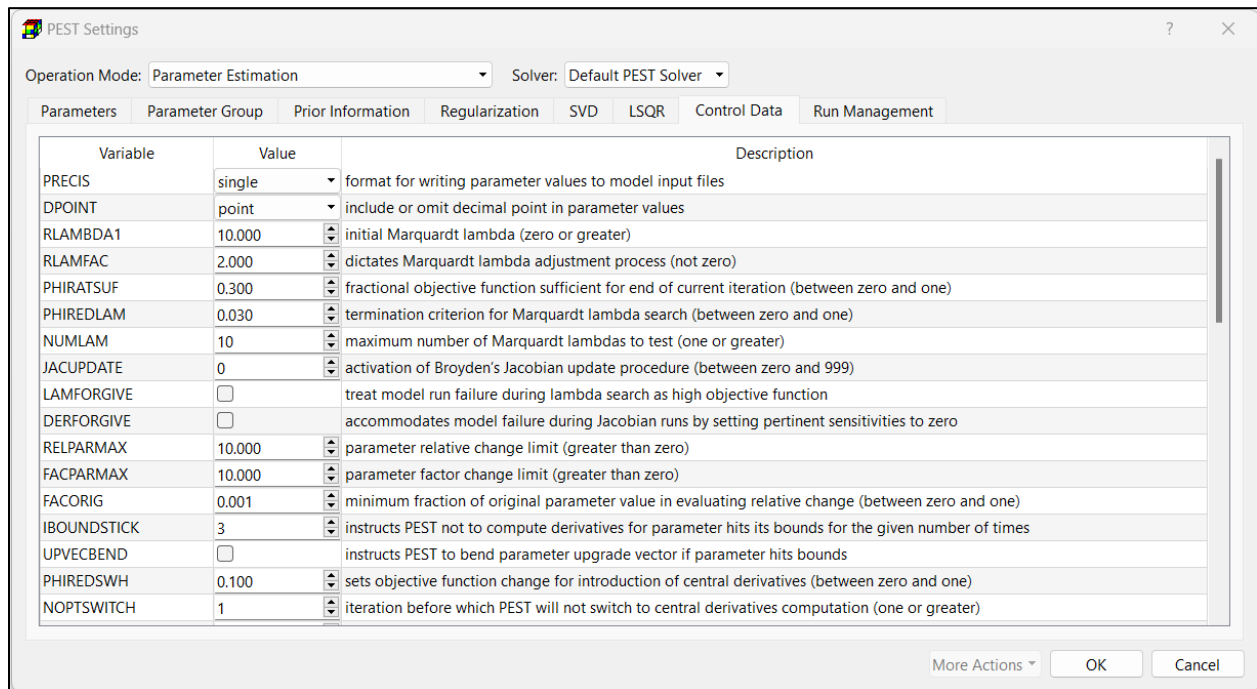 PEST Settings ? ×
Operation Mode: Parameter Estimation Solver: Default PEST Solver
Parameters Parameter Group Prior Information Regularization SVD LSQR Control Data Run Management
Variable Value Description
PRECIS single format for writing parameter values to model input files
DPOINT point include or omit decimal point in parameter values
RLAMBDA1 10.000 initial Marquardt lambda (zero or greater)
RLAMFAC 2.000 dictates Marquardt lambda adjustment process (not zero)
PHIRATSUF 0.300 fractional objective function sufficient for end of current iteration (between zero and one)
PHIREDLAM 0.030 termination criterion for Marquardt lambda search (between zero and one)
NUMLAM 10 maximum number of Marquardt lambdas to test (one or greater)
JACUPDATE 0 activation of Broyden's Jacobian update procedure (between zero and 999)
LAMFORGIVE treat model run failure during lambda search as high objective function
DERFORGIVE accommodates model failure during Jacobian runs by setting pertinent sensitivities to zero
RELPARMAX 10.000 parameter relative change limit (greater than zero)
FACPARMAX 10.000 parameter factor change limit (greater than zero)
FACORIG 0.001 minimum fraction of original parameter value in evaluating relative change (between zero and one)
IBOUNDSTICK 3 instructs PEST not to compute derivatives for parameter hits its bounds for the given number of times
UPVECBEND instructs PEST to bend parameter upgrade vector if parameter hits bounds
PHIREDSWH 0.100 sets objective function change for introduction of central derivatives (between zero and one)
NOPTSWITCH 1 iteration before which PEST will not switch to central derivatives computation (one or greater)
More Actions OK Cancel